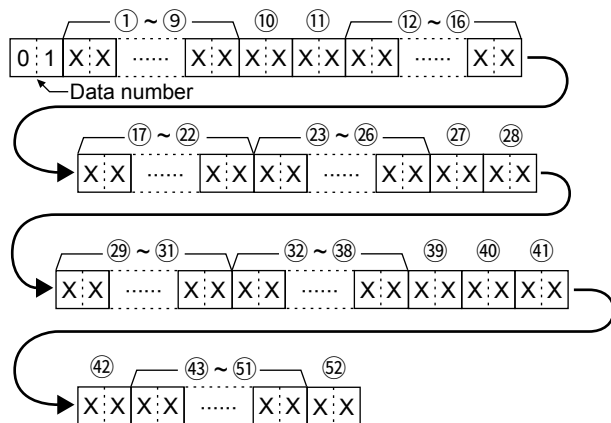 ① ~ ⑨ ⑩ ⑪ ⑫ ~ ⑯
0 1 X X ...... X X X X X X X X ...... X X
Data number
⑰ ~ ㉒ ㉓ ~ ㉖ ㉗ ㉘
X X ...... X X X X ...... X X X X X X
㉙ ~ ㉛ ㉜ ~ ㊳ ㊴ ㊵ ㊶
X X ...... X X X X ...... X X X X X X X X
㊷ ㊸ ~ 51 52
X X X X ...... X X X X